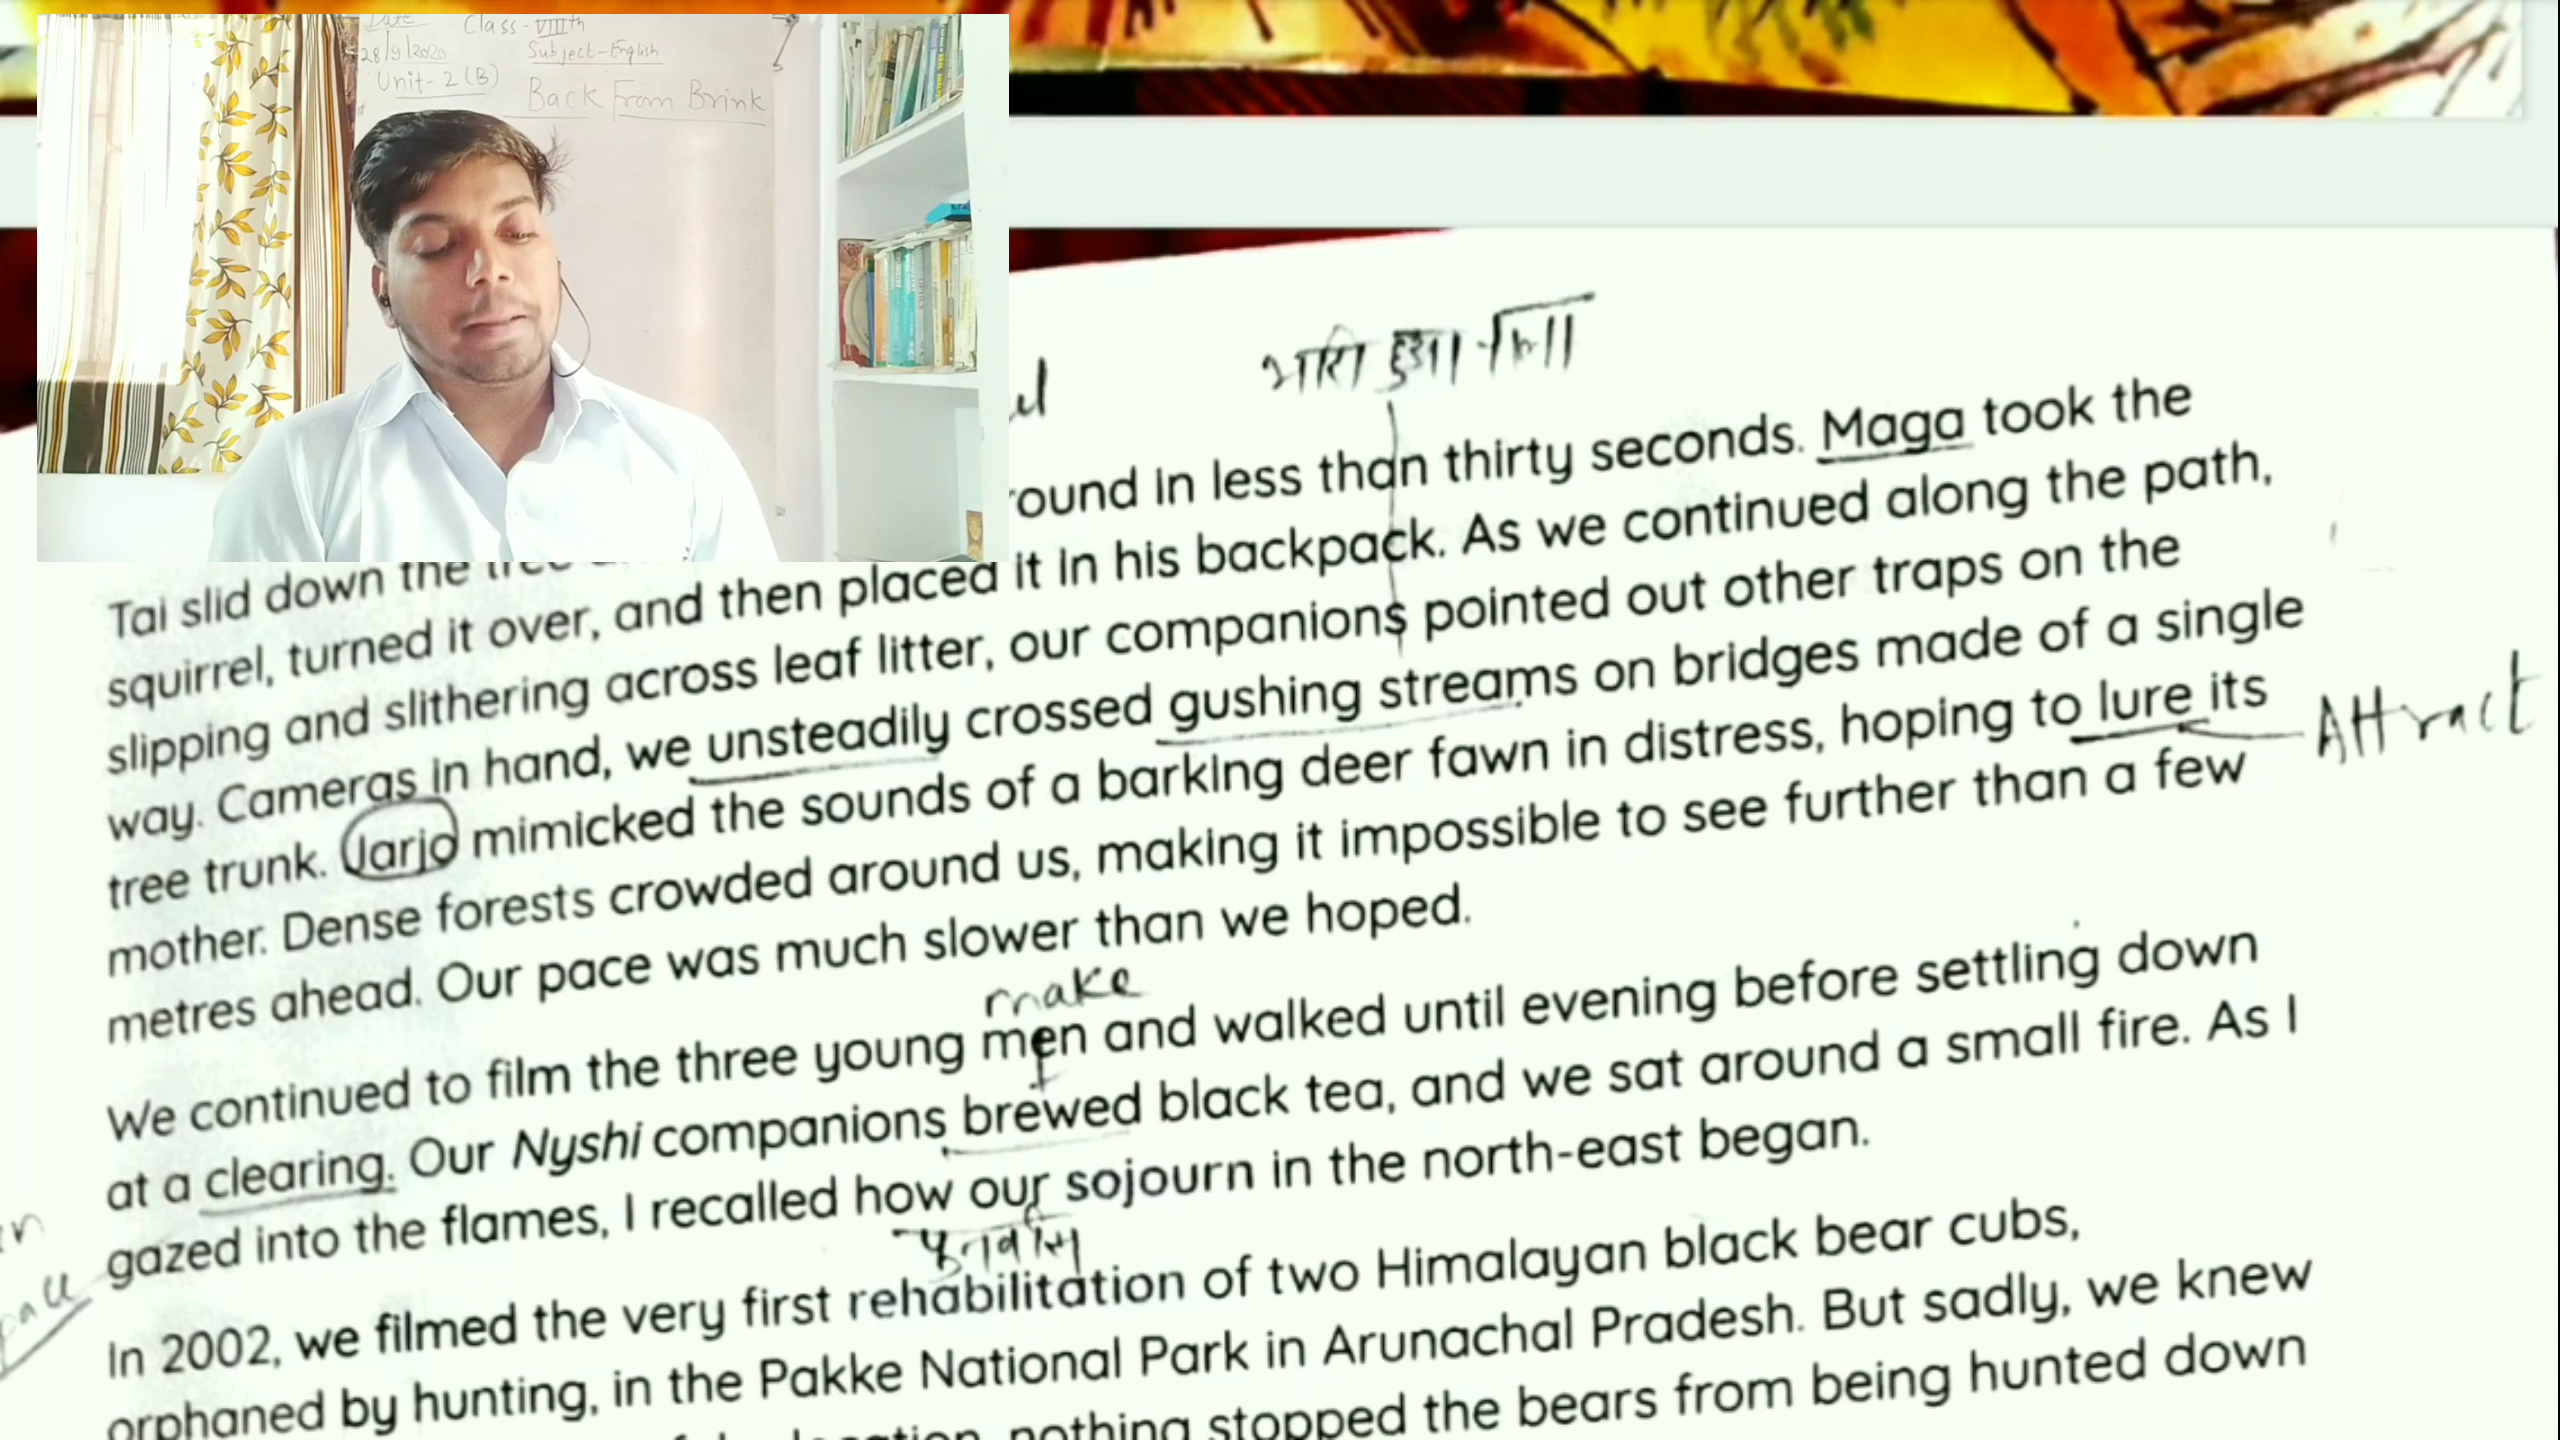 Date
Class - VIIIth
28/9/2020
Subject - English
Unit - 2 (B)
Back From Brink
ound in less than thirty seconds. Maga took the
Tai slid down the tree
squirrel, turned it over, and then placed it in his backpack. As we continued along the path,
slipping and slithering across leaf litter, our companions pointed out other traps on the
way. Cameras in hand, we unsteadily crossed gushing streams on bridges made of a single
tree trunk. Jarjo mimicked the sounds of a barking deer fawn in distress, hoping to lure its
Attract
mother. Dense forests crowded around us, making it impossible to see further than a few
metres ahead. Our pace was much slower than we hoped.
make
We continued to film the three young men and walked until evening before settling down
at a clearing. Our Nyshi companions brewed black tea, and we sat around a small fire. As I
gazed into the flames, I recalled how our sojourn in the north-east began.
In 2002, we filmed the very first rehabilitation of two Himalayan black bear cubs,
orphaned by hunting, in the Pakke National Park in Arunachal Pradesh. But sadly, we knew
nothing stopped the bears from being hunted down